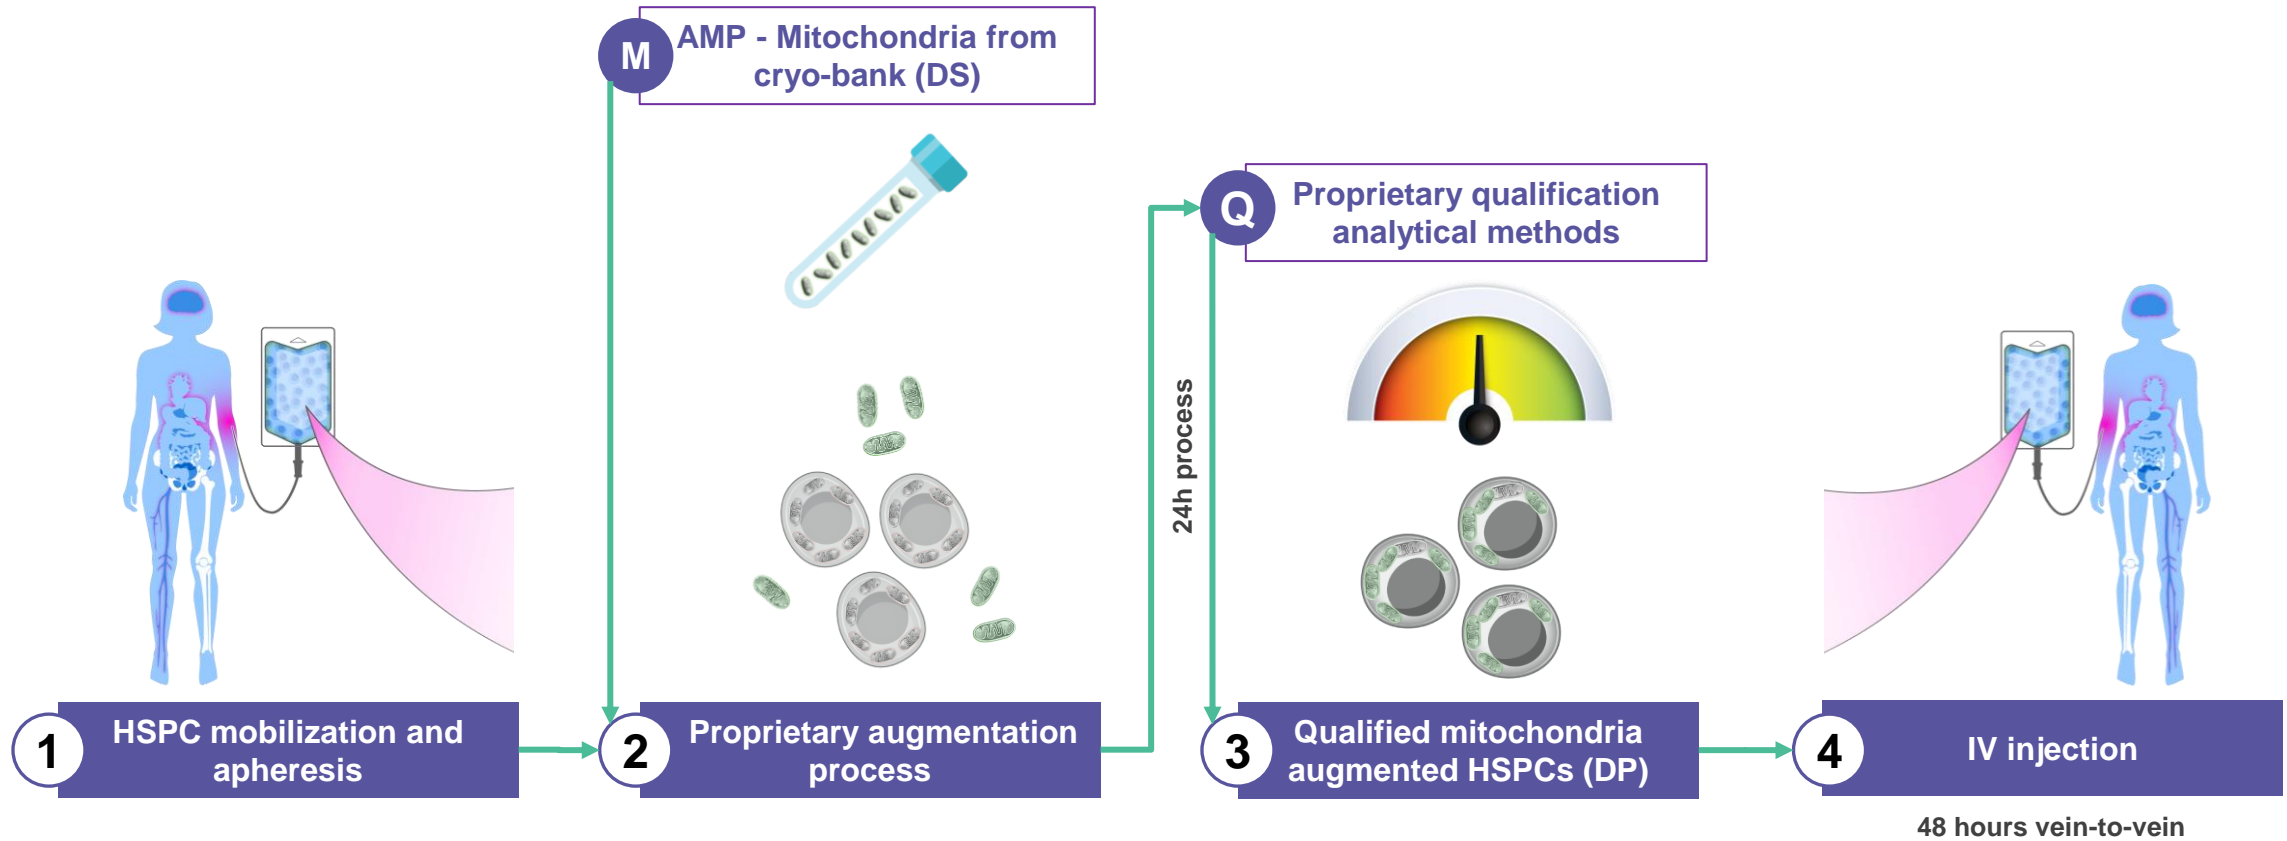 M
AMP - Mitochondria from
cryo-bank (DS)
Q
Proprietary qualification
analytical methods
24h process
1
HSPC mobilization and
apheresis
2
Proprietary augmentation
process
3
Qualified mitochondria
augmented HSPCs (DP)
4
IV injection
48 hours vein-to-vein